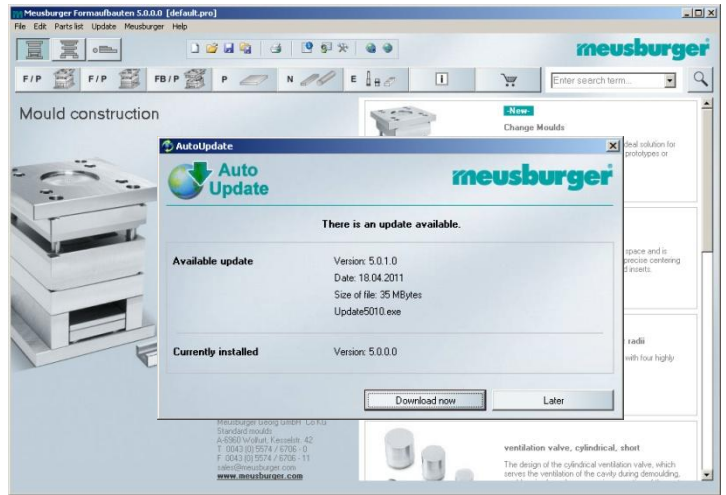 Meusburger Formaufbauten 5.0.0.0 [default.pro]
File Edit Parts list Update Meusburger Help
meusburger
F/P F/P FB/P P N E i Enter search term...
Mould construction
-New-
Change Moulds
deal solution for
prototypes or
AutoUpdate
Auto
Update
meusburger
There is an update available.
Available update Version: 5.0.1.0
Date: 18.04.2011
Size of file: 35 MBytes
Update5010.exe
Currently installed Version: 5.0.0.0
Download now Later
space and is
precise centering
d inserts.
radii
with four highly
Meusburger Georg GmbH Co KG
Standard moulds
A-6960 Wolfurt, Kesselstr. 42
T 0043 (0) 5574 / 6706 - 0
F 0043 (0) 5574 / 6706 - 11
sales@meusburger.com
www.meusburger.com
ventilation valve, cylindrical, short
The design of the cylindrical ventilation valve, which
serves the ventilation of the cavity during demoulding,